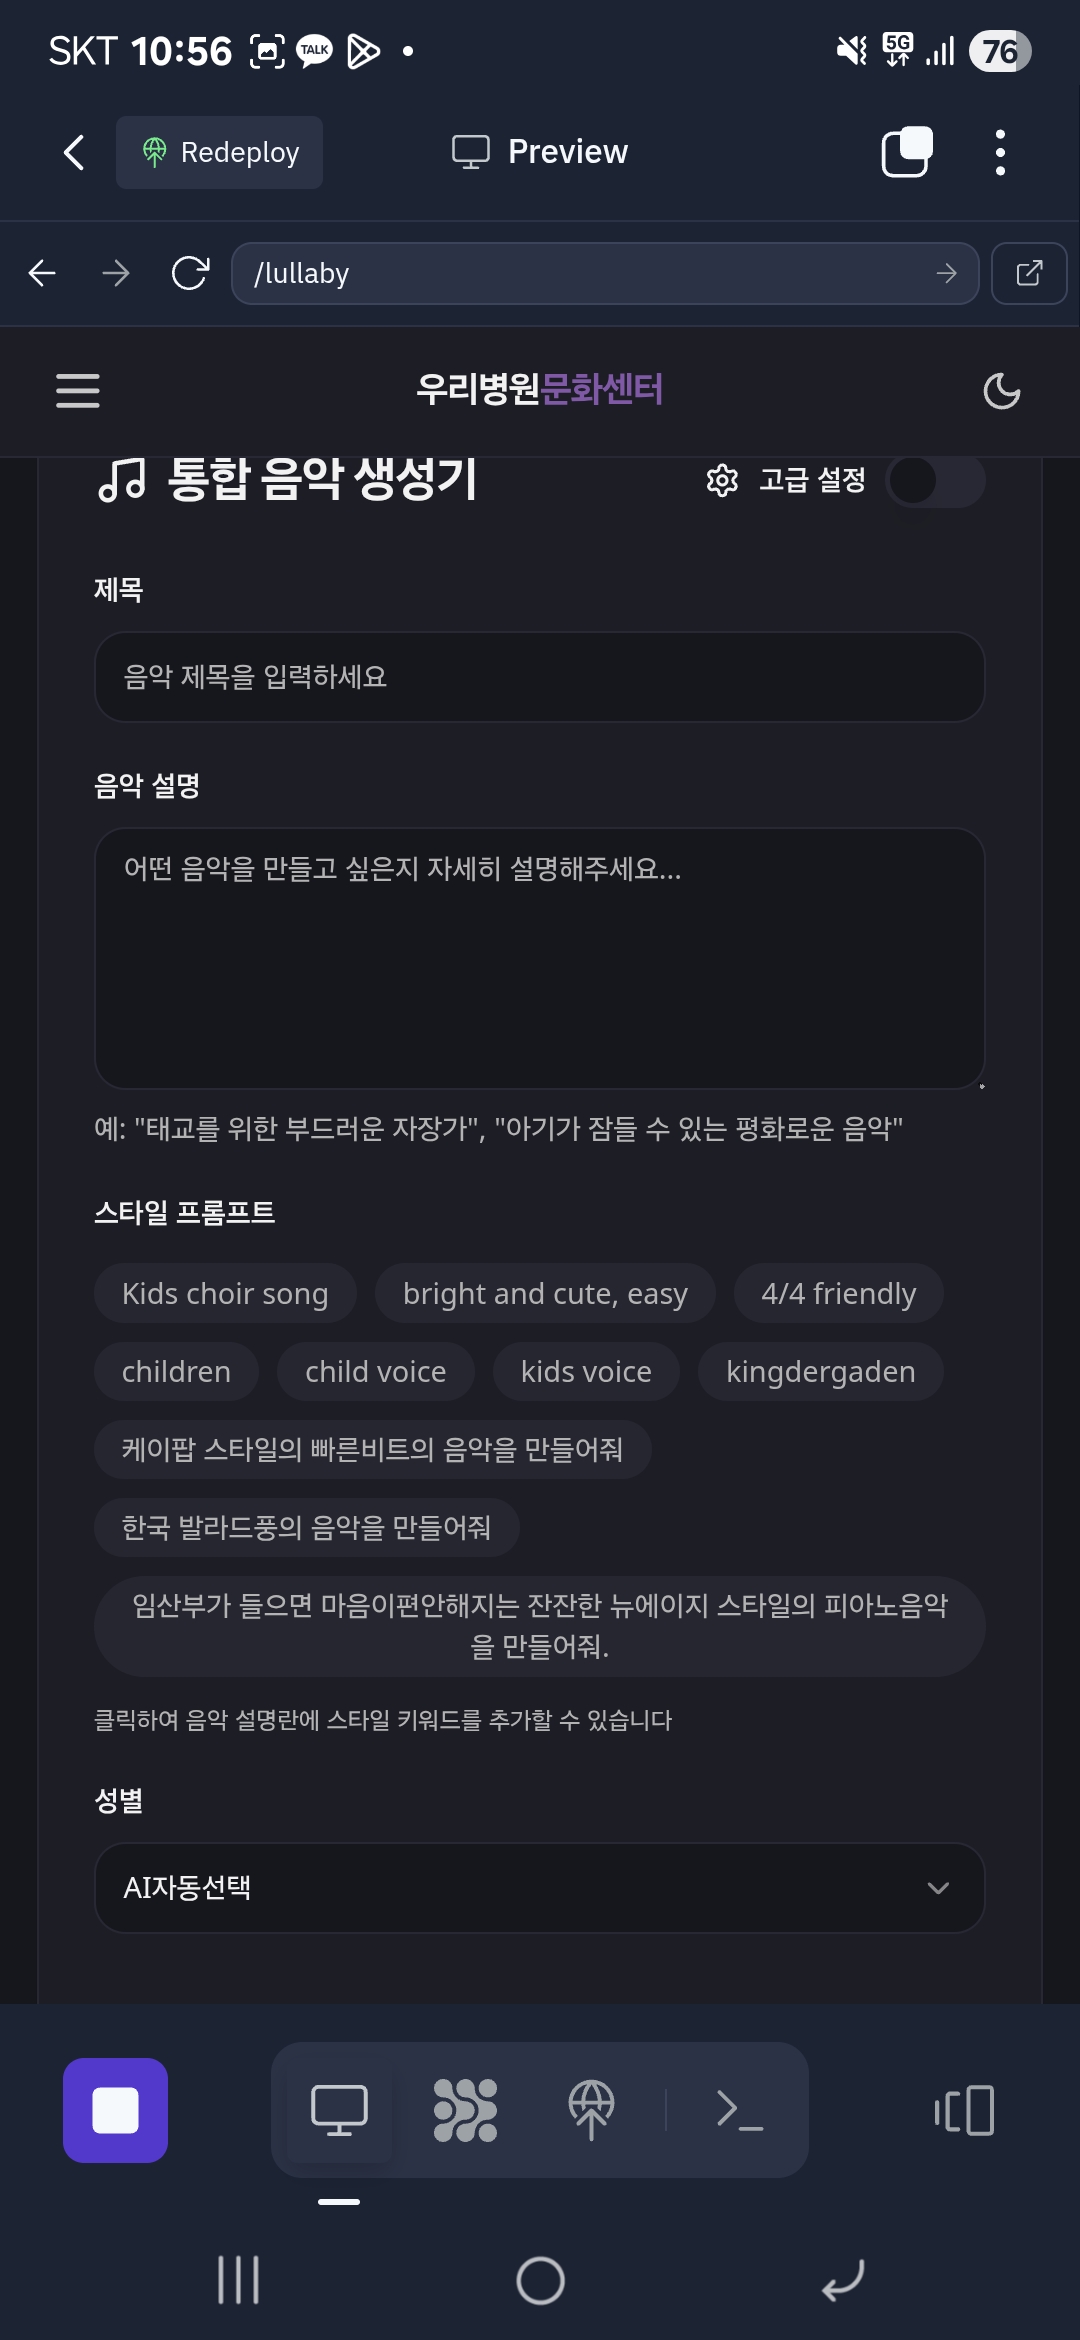 SKT 10:56 TALK 5G 76
Redeploy Preview
/lullaby
우리병원문화센터
통합 음악 생성기 고급 설정
제목
음악 제목을 입력하세요
음악 설명
어떤 음악을 만들고 싶은지 자세히 설명해주세요...
예: "태교를 위한 부드러운 자장가", "아기가 잠들 수 있는 평화로운 음악"
스타일 프롬프트
Kids choir song bright and cute, easy 4/4 friendly
children child voice kids voice kingdergaden
케이팝 스타일의 빠른비트의 음악을 만들어줘
한국 발라드풍의 음악을 만들어줘
임산부가 들으면 마음이편안해지는 잔잔한 뉴에이지 스타일의 피아노음악
을 만들어줘.
클릭하여 음악 설명란에 스타일 키워드를 추가할 수 있습니다
성별
AI자동선택